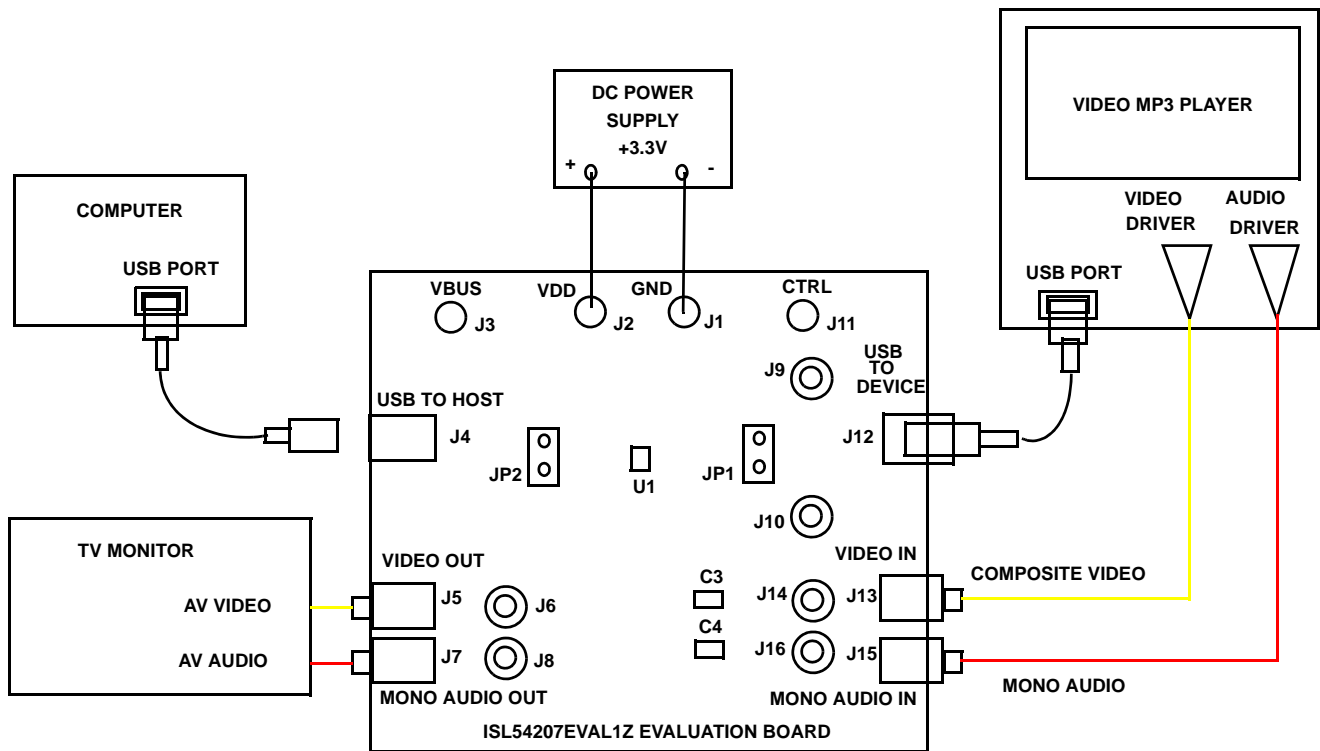 DC POWER
SUPPLY
+3.3V
+
-
VIDEO MP3 PLAYER
VIDEO
DRIVER
AUDIO
DRIVER
USB PORT
COMPUTER
USB PORT
VBUS
J3
VDD
J2
GND
J1
CTRL
J11
J9
USB
TO
DEVICE
USB TO HOST
J4
JP2
U1
JP1
J12
J10
TV MONITOR
AV VIDEO
AV AUDIO
VIDEO OUT
J5
J6
J7
J8
MONO AUDIO OUT
C3
C4
VIDEO IN
J14
J13
J16
J15
MONO AUDIO IN
COMPOSITE VIDEO
MONO AUDIO
ISL54207EVAL1Z EVALUATION BOARD